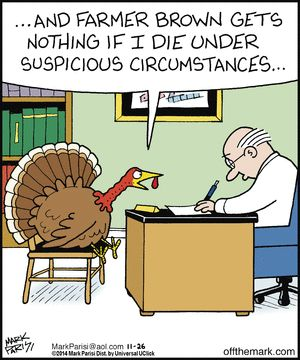 ...AND FARMER BROWN GETS
NOTHING IF I DIE UNDER
SUSPICIOUS CIRCUMSTANCES...
MARK
PARISI
MarkParisi@aol.com 11-26
©2014 Mark Parisi Dist. by Universal UClick
offthemark.com